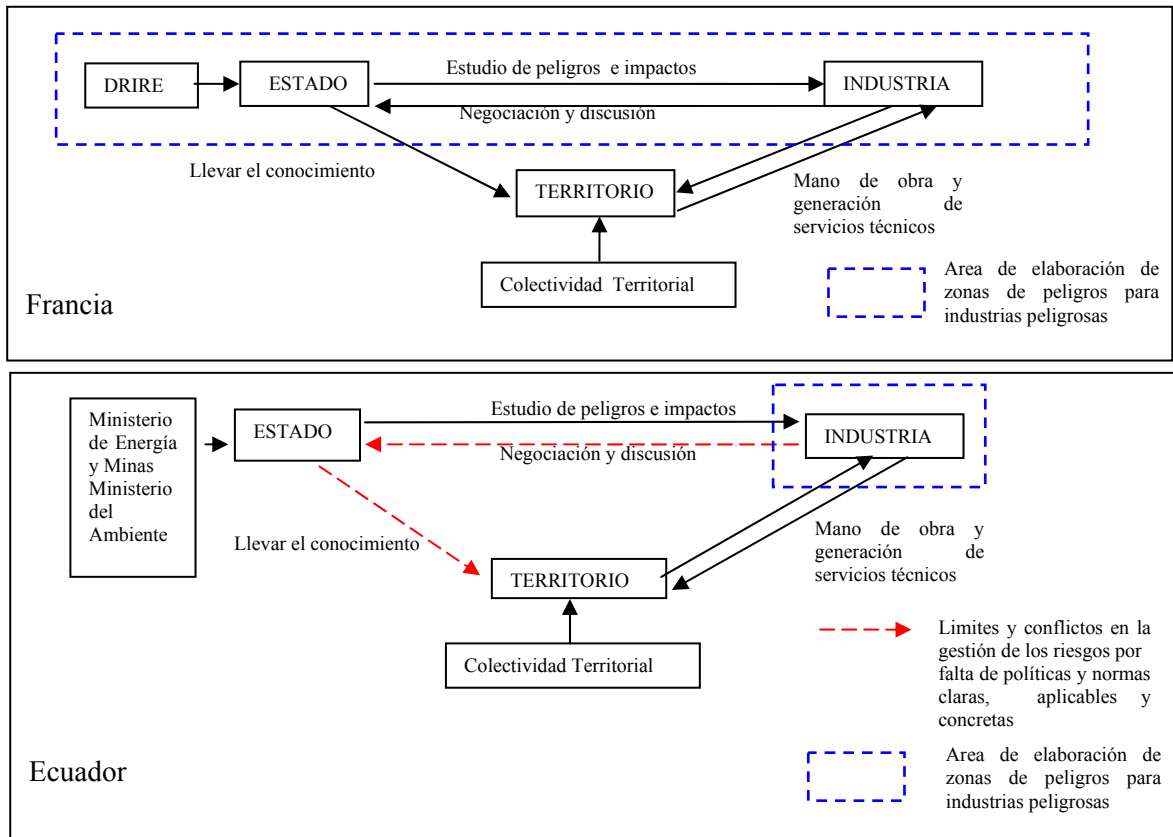 Estudio de peligros e impactos
DRIRE
ESTADO
INDUSTRIA
Negociación y discusión
Llevar el conocimiento
TERRITORIO
Mano de obra y
generación de
servicios técnicos
Colectividad Territorial
Area de elaboración de
zonas de peligros para
industrias peligrosas
Francia
Ministerio
de Energía
y Minas
Ministerio
del
Ambiente
ESTADO
Estudio de peligros e impactos
INDUSTRIA
Negociación y discusión
Llevar el conocimiento
Mano de obra y
generación de
servicios técnicos
TERRITORIO
Colectividad Territorial
Limites y conflictos en la
gestión de los riesgos por
falta de políticas y normas
claras, aplicables y
concretas
Area de elaboración de
zonas de peligros para
industrias peligrosas
Ecuador